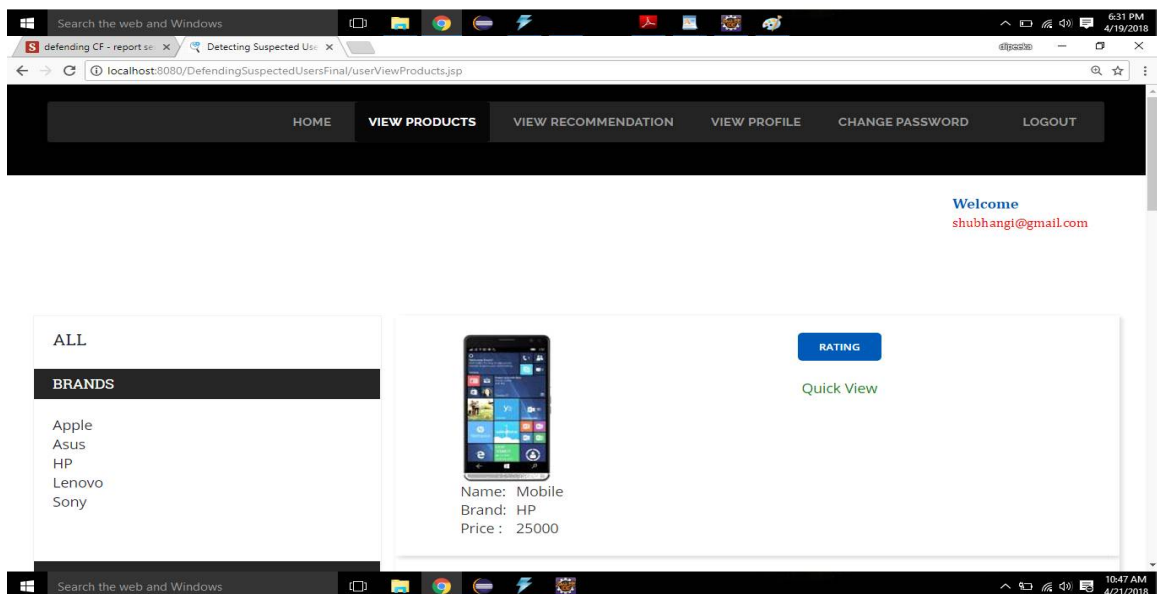 Search the web and Windows
6:31 PM
4/19/2018
defending CF - report se
Detecting Suspected Use
dipeeka
localhost:8080/DefendingSuspectedUsersFinal/userViewProducts.jsp
HOME VIEW PRODUCTS VIEW RECOMMENDATION VIEW PROFILE CHANGE PASSWORD LOGOUT
Welcome
shubhangi@gmail.com
ALL
BRANDS
Apple
Asus
HP
Lenovo
Sony
RATING
Quick View
Name: Mobile
Brand: HP
Price : 25000
Search the web and Windows
10:47 AM
4/21/2018